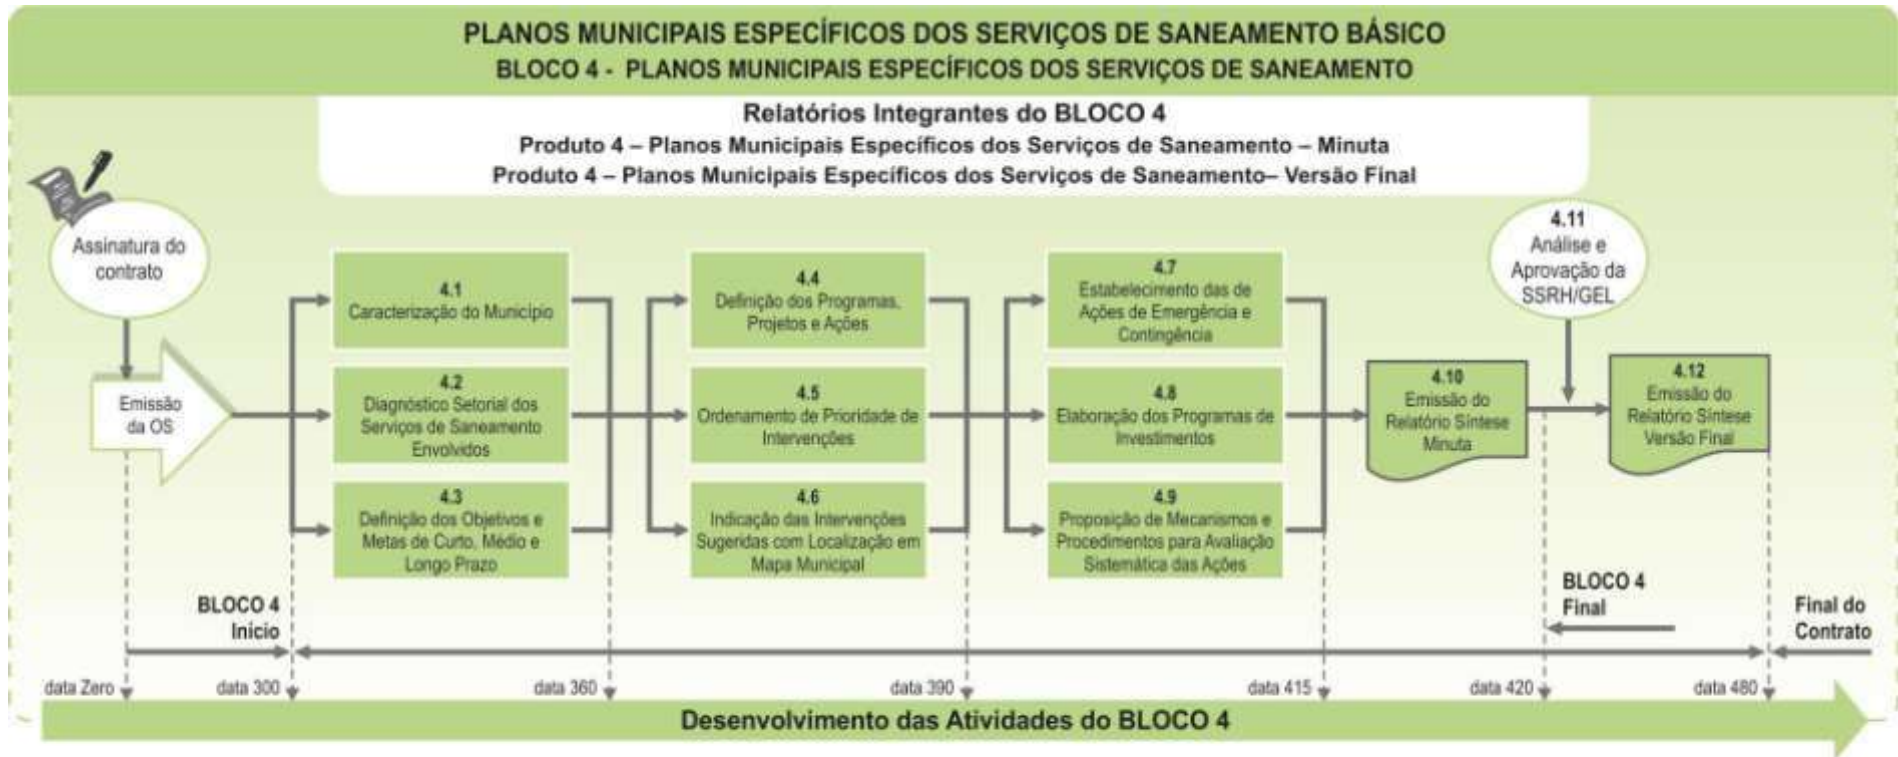 PLANOS MUNICIPAIS ESPECÍFICOS DOS SERVIÇOS DE SANEAMENTO BÁSICO
BLOCO 4 - PLANOS MUNICIPAIS ESPECÍFICOS DOS SERVIÇOS DE SANEAMENTO
Relatórios Integrantes do BLOCO 4
Produto 4 – Planos Municipais Específicos dos Serviços de Saneamento – Minuta
Produto 4 – Planos Municipais Específicos dos Serviços de Saneamento– Versão Final
Assinatura do
contrato
Emissão
da OS
4.1
Caracterização do Município
4.2
Diagnóstico Setorial dos
Serviços de Saneamento
Envolvidos
4.3
Definição dos Objetivos e
Metas de Curto, Médio e
Longo Prazo
4.4
Definição dos Programas,
Projetos e Ações
4.5
Ordenamento de Prioridade de
Intervenções
4.6
Indicação das Intervenções
Sugeridas com Localização em
Mapa Municipal
4.7
Estabelecimento das de
Ações de Emergência e
Contingência
4.8
Elaboração dos Programas de
Investimentos
4.9
Proposição de Mecanismos e
Procedimentos para Avaliação
Sistemática das Ações
4.10
Emissão do
Relatório Síntese
Minuta
4.11
Análise e
Aprovação da
SSRH/GEL
4.12
Emissão do
Relatório Síntese
Versão Final
BLOCO 4
Início
BLOCO 4
Final
Final do
Contrato
data Zero
data 300
data 360
data 390
data 415
data 420
data 480
Desenvolvimento das Atividades do BLOCO 4